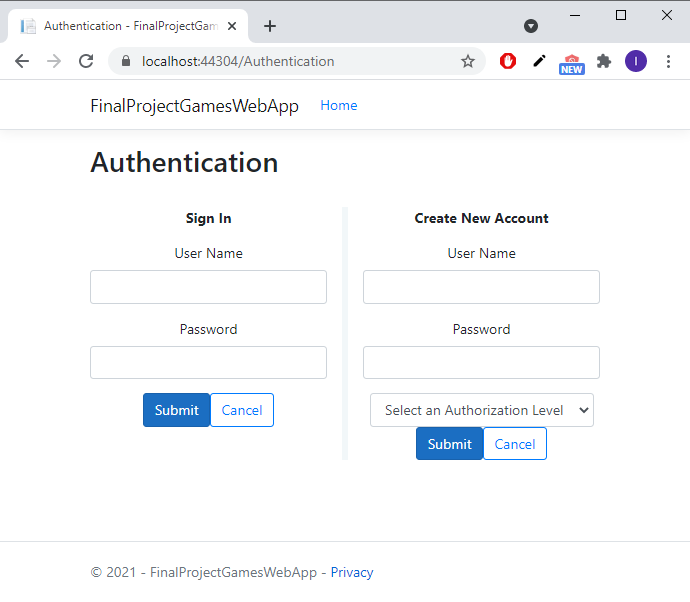 Authentication - FinalProjectGam
localhost:44304/Authentication
NEW
I
FinalProjectGamesWebApp Home
Authentication
Sign In
User Name
Password
Submit Cancel
Create New Account
User Name
Password
Select an Authorization Level
Submit Cancel
© 2021 - FinalProjectGamesWebApp - Privacy